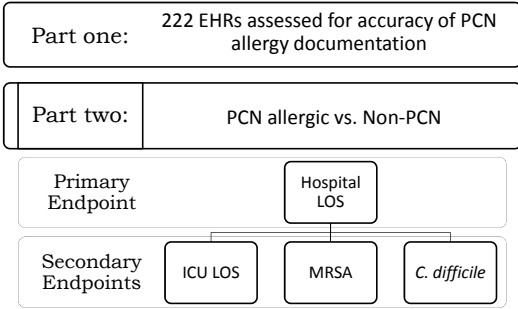 Part one:
222 EHRs assessed for accuracy of PCN
allergy documentation
Part two:
PCN allergic vs. Non-PCN
Primary
Endpoint
Hospital
LOS
Secondary
Endpoints
ICU LOS
MRSA
C. difficile